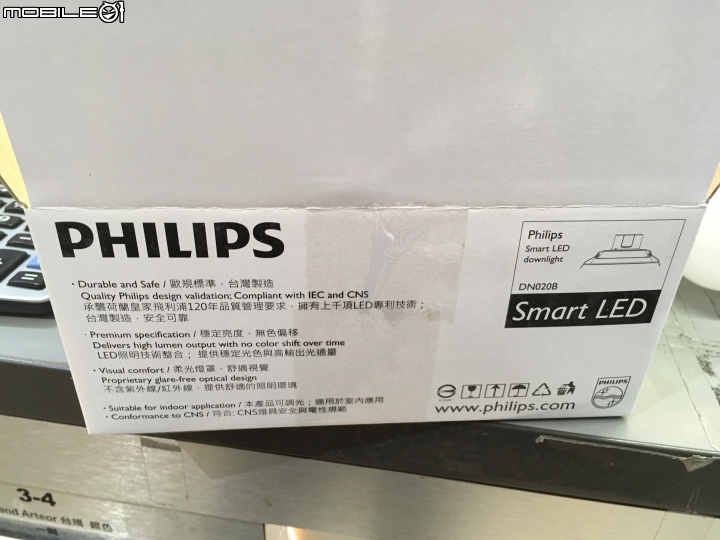 mobile01
PHILIPS
Philips
Smart LED
downlight
DN020B
Smart LED
· Durable and Safe / 歐規標準，台灣製造
Quality Philips design validation; Compliant with IEC and CNS
承襲荷蘭皇家飛利浦120年品質管理要求，擁有上千項LED專利技術；
台灣製造，安全可靠
· Premium specification / 穩定亮度，無色偏移
Delivers high lumen output with no color shift over time
LED照明技術整合； 提供穩定光色與高輸出光通量
· Visual comfort / 柔光燈罩，舒適視覺
Proprietary glare-free optical design
不含紫外線/紅外線，提供舒適的照明環境
· Suitable for indoor application / 本產品可調光；適用於室內應用
· Conformance to CNS / 符合: CNS燈具安全與電性規範
www.philips.com
PHILIPS
3-4
and Arteor 台規 銀色